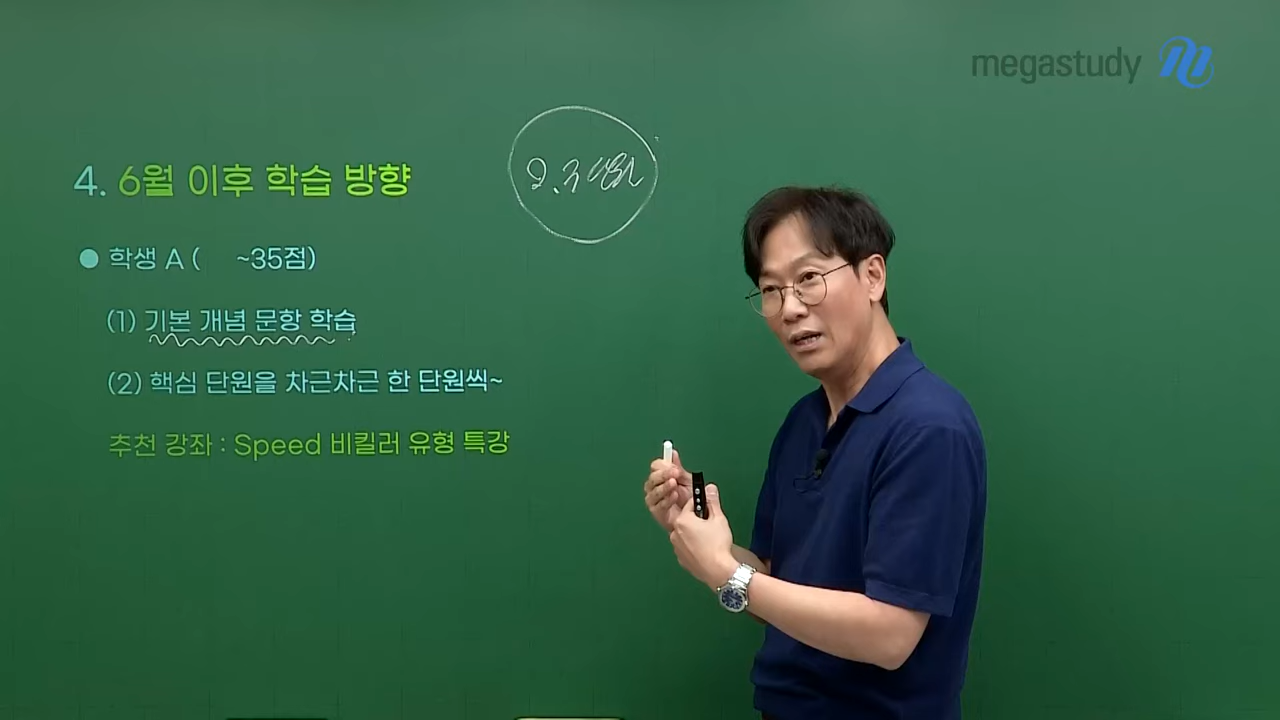 megastudy
4. 6월 이후 학습 방향
● 학생 A ( ~35점)
(1) 기본 개념 문항 학습
(2) 핵심 단원을 차근차근 한 단원씩~
추천 강좌 : Speed 비킬러 유형 특강